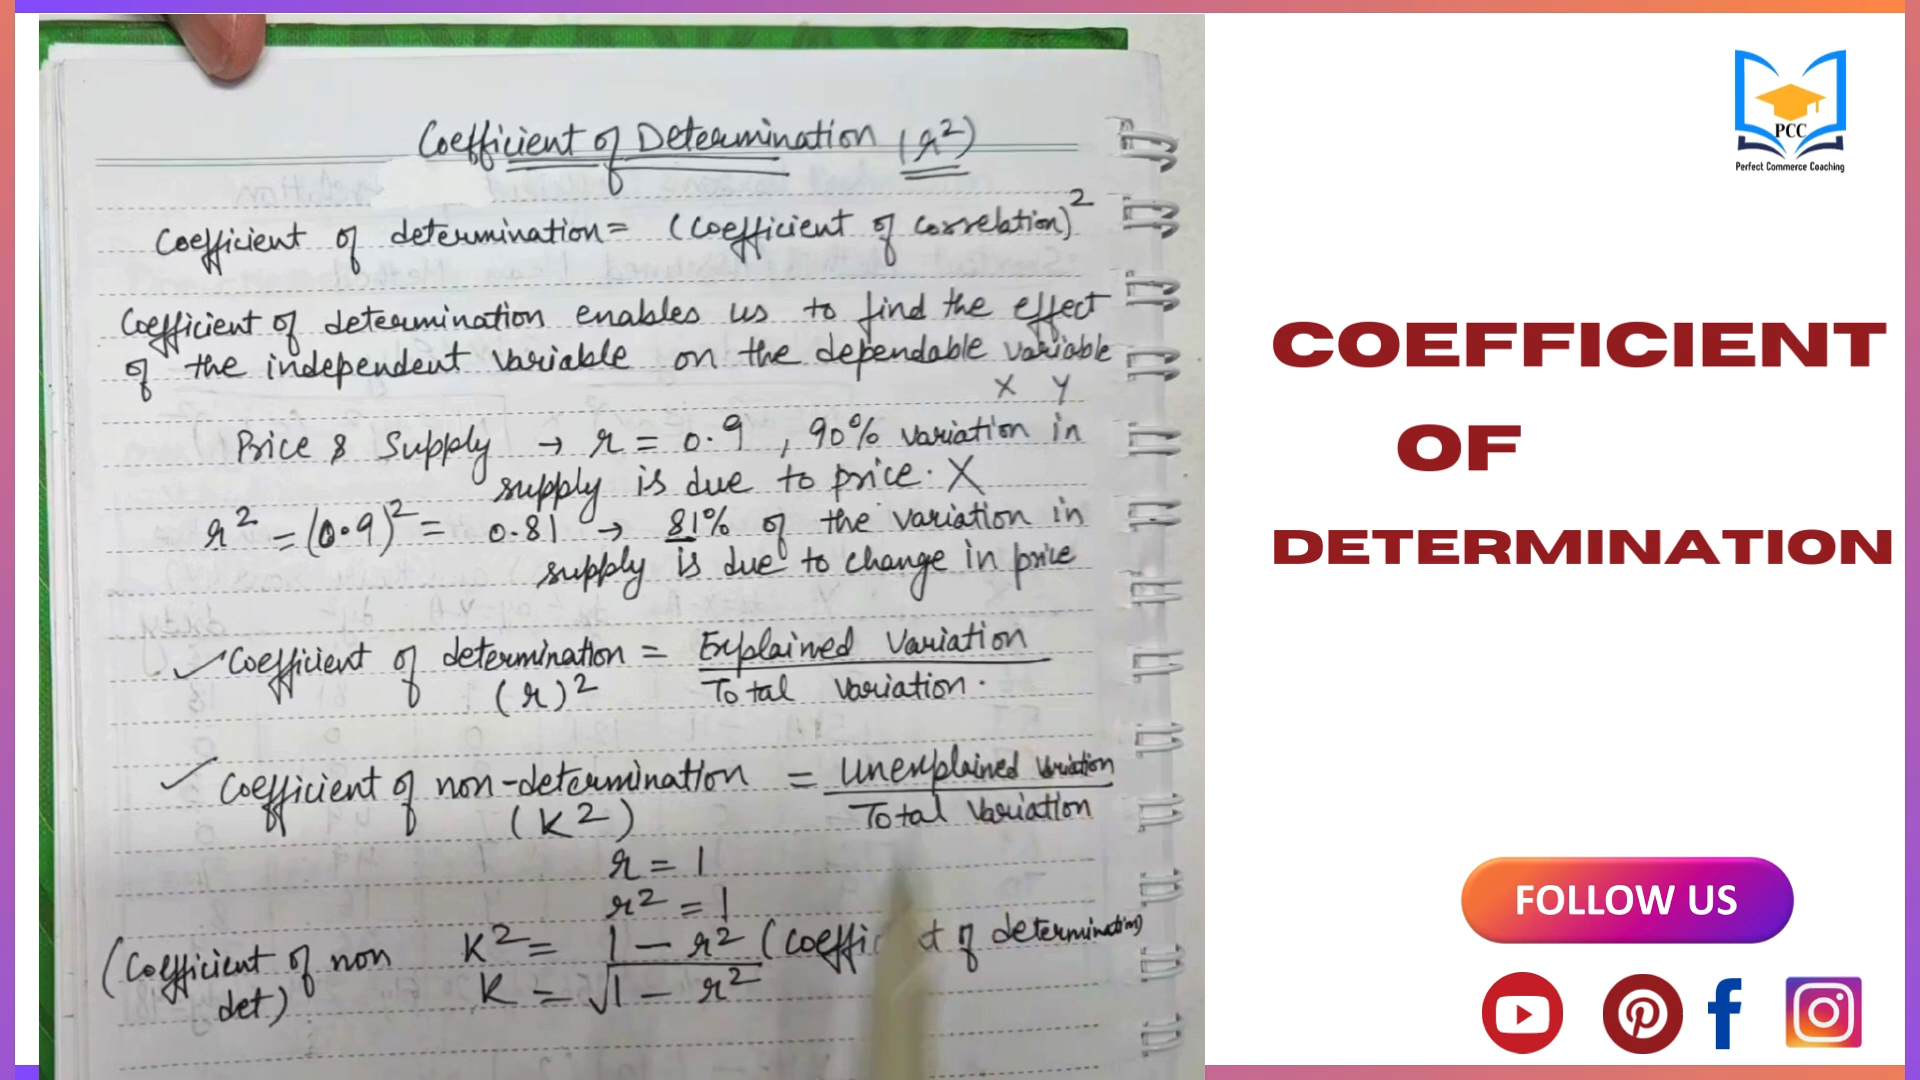 Coefficient of Determination (r²)
Coefficient of determination = (Coefficient of correlation)²
Coefficient of determination enables us to find the effect
of the independent variable on the dependable variable
X Y
Price & Supply → r = 0.9 , 90% variation in
supply is due to price. X
r² = (0.9)² = 0.81 → 81% of the variation in
supply is due to change in price
✓ Coefficient of determination = Explained Variation
(r)² Total variation.
✓ Coefficient of non-determination = Unexplained Variation
(K²) Total Variation
r = 1
r² = 1
(Coefficient of non K² = 1 - r² ( of determination)
det) K = √1 - r²
PCC
Perfect Commerce Coaching
COEFFICIENT
OF
DETERMINATION
FOLLOW US